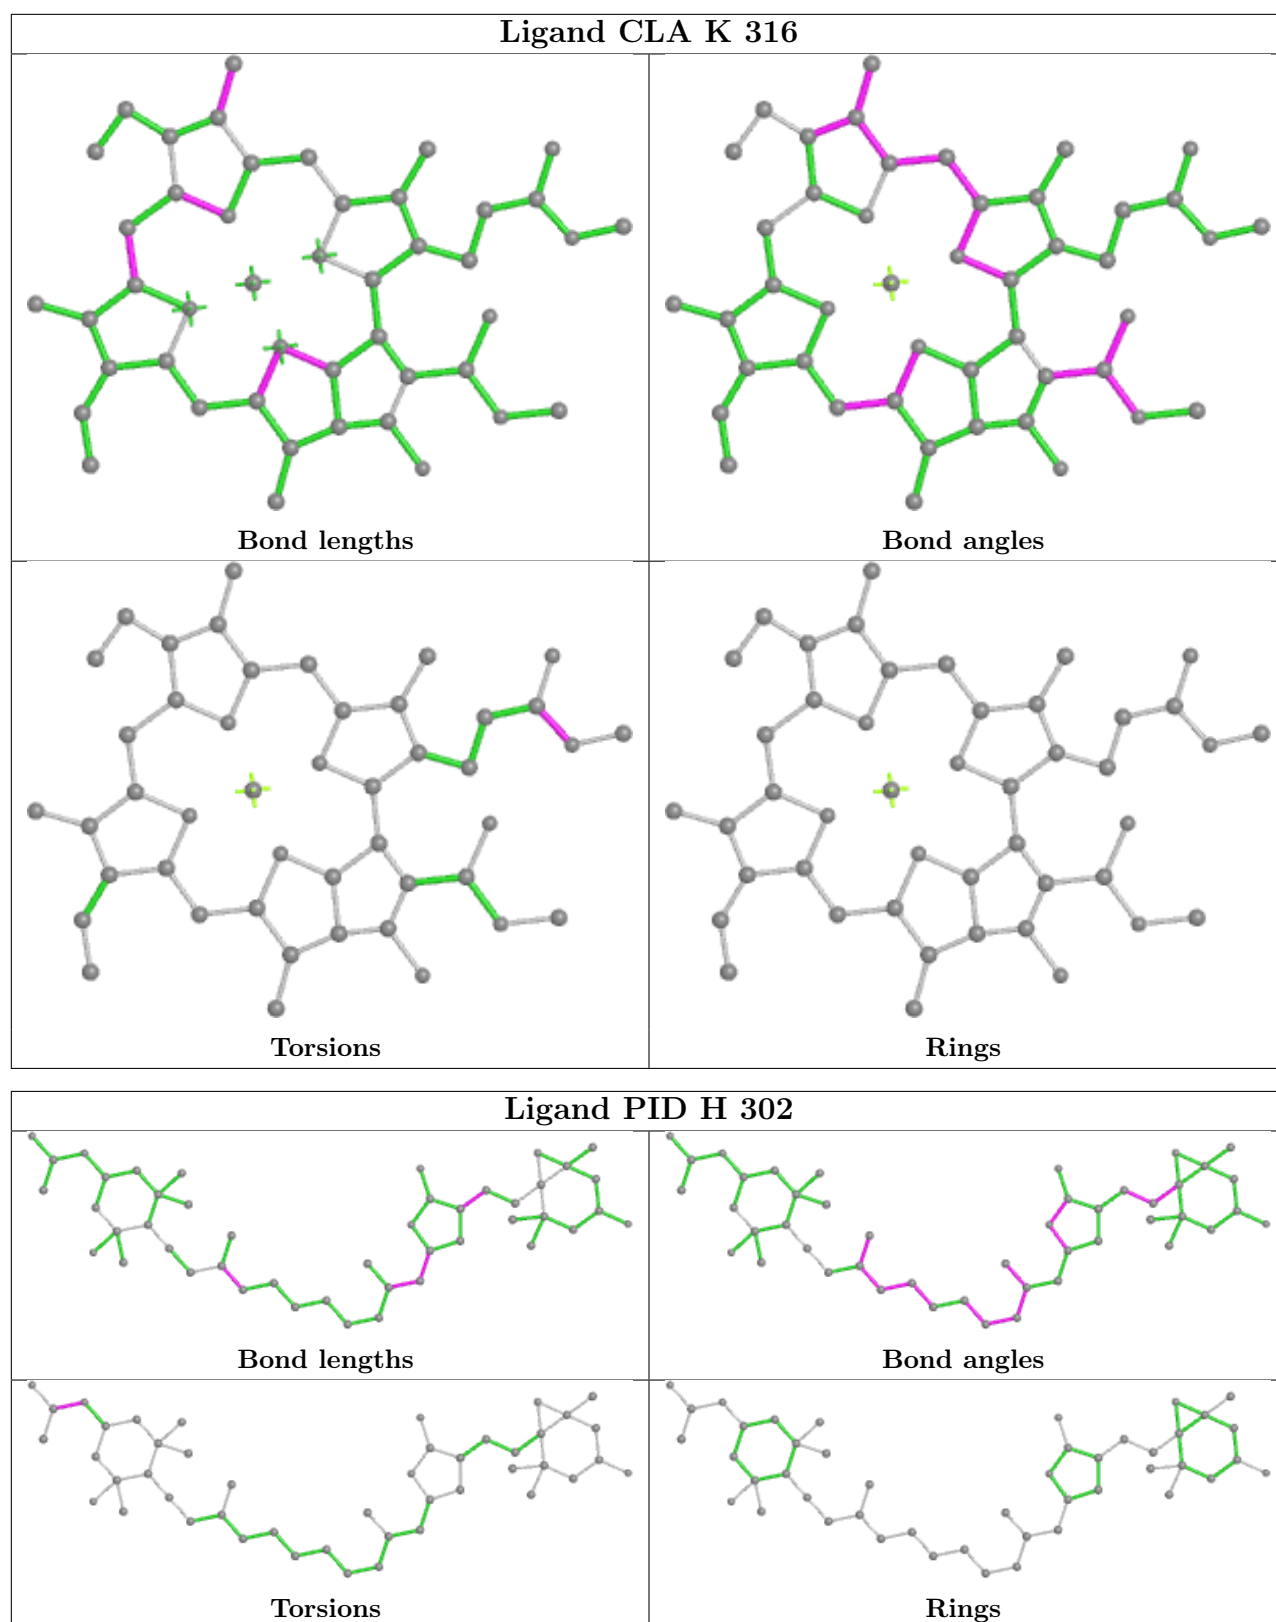 Ligand CLA K 316
Bond lengths
Bond angles
Torsions
Rings
Ligand PID H 302
Bond lengths
Bond angles
Torsions
Rings